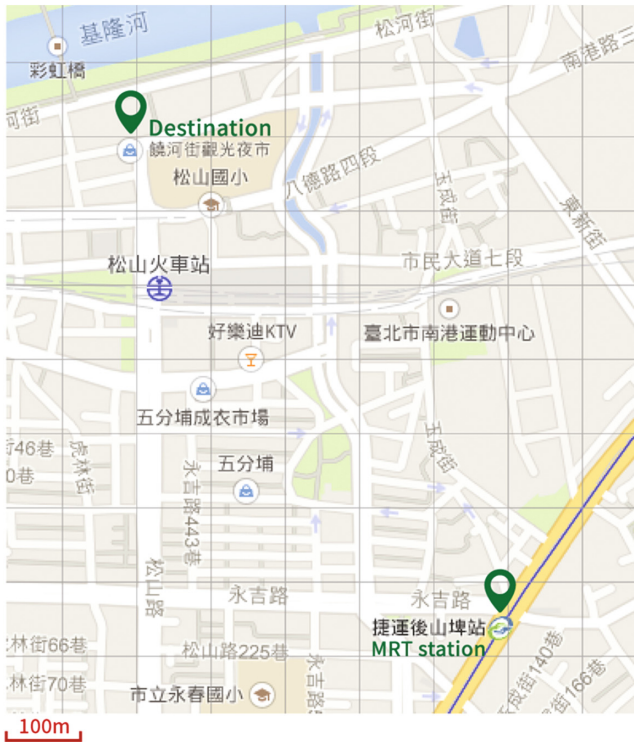 基隆河
松河街
彩虹橋
南港路三
河街
Destination
饒河街觀光夜市
松山國小
八德路四段
玉成街
東新街
松山火車站
市民大道七段
好樂迪KTV
臺北市南港運動中心
五分埔成衣市場
玉成街
街46巷
0巷
虎林街
永吉路443巷
五分埔
松山路
永吉路
永吉路
捷運後山埤站
MRT station
林街66巷
松山路225巷
玉成街140巷
街166巷
林街70巷
市立永春國小
永吉路5
100m